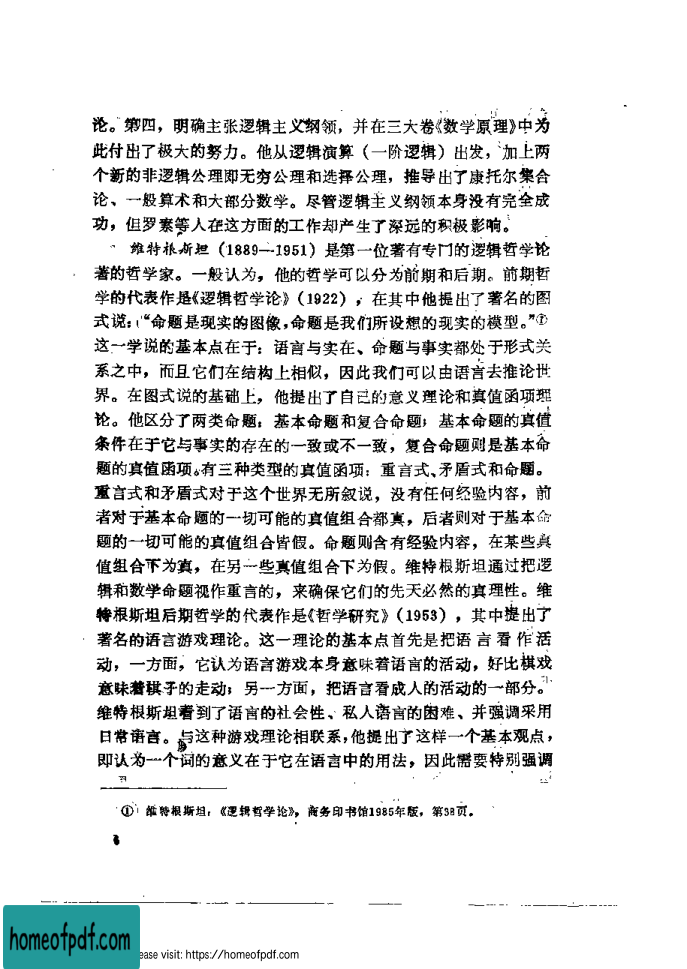 论。第四，明确主张逻辑主义纲领，并在三大卷《数学原理》中为
此付出了极大的努力。他从逻辑演算（一阶逻辑）出发，加上两
个新的非逻辑公理即无穷公理和选择公理，推导出了康托尔集合
论、一般算术和大部分数学。尽管逻辑主义纲领本身没有完全成
功，但罗素等人在这方面的工作却产生了深远的积极影响。
维特根斯坦（1889—1951）是第一位著有专门的逻辑哲学论
著的哲学家。一般认为，他的哲学可以分为前期和后期。前期哲
学的代表作是《逻辑哲学论》（1922），在其中他提出了著名的图
式说：“命题是现实的图像，命题是我们所设想的现实的模型。”①
这一学说的基本点在于：语言与实在、命题与事实都处于形式关
系之中，而且它们在结构上相似，因此我们可以由语言去推论世
界。在图式说的基础上，他提出了自己的意义理论和真值函项理
论。他区分了两类命题：基本命题和复合命题；基本命题的真值
条件在于它与事实的存在的一致或不一致，复合命题则是基本命
题的真值函项。有三种类型的真值函项：重言式、矛盾式和命题。
重言式和矛盾式对于这个世界无所叙说，没有任何经验内容，前
者对于基本命题的一切可能的真值组合都真，后者则对于基本命
题的一切可能的真值组合皆假。命题则含有经验内容，在某些真
值组合下为真，在另一些真值组合下为假。维特根斯坦通过把逻
辑和数学命题视作重言的，来确保它们的先天必然的真理性。维
特根斯坦后期哲学的代表作是《哲学研究》（1953），其中提出了
著名的语言游戏理论。这一理论的基本点首先是把语言看作活
动，一方面，它认为语言游戏本身意味着语言的活动，好比棋戏
意味着棋子的走动；另一方面，把语言看成人的活动的一部分。
维特根斯坦看到了语言的社会性、私人语言的困难、并强调采用
日常语言。与这种游戏理论相联系，他提出了这样一个基本观点，
即认为一个词的意义在于它在语言中的用法，因此需要特别强调
① 维特根斯坦：《逻辑哲学论》，商务印书馆1985年版，第38页。
homeofpdf.com
ease visit: https://homeofpdf.com